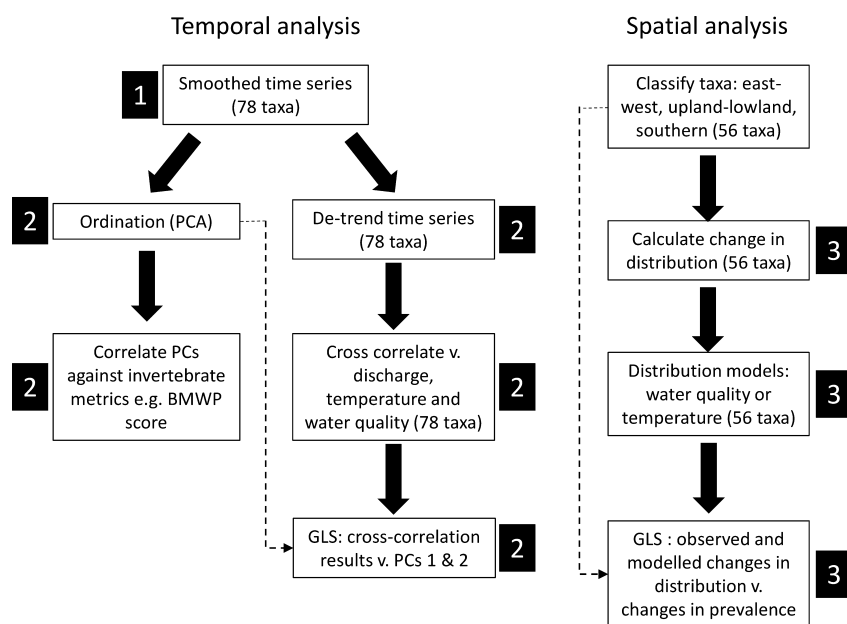 Temporal analysis
Spatial analysis
1
Smoothed time series
(78 taxa)
2
Ordination (PCA)
De-trend time series
(78 taxa)
2
2
Correlate PCs
against invertebrate
metrics e.g. BMWP
score
Cross correlate v.
discharge,
temperature and
water quality (78 taxa)
2
GLS: cross-correlation
results v. PCs 1 & 2
2
Classify taxa: east-
west, upland-lowland,
southern (56 taxa)
Calculate change in
distribution (56 taxa)
3
Distribution models:
water quality or
temperature (56 taxa)
3
GLS : observed and
modelled changes in
distribution v.
changes in prevalence
3